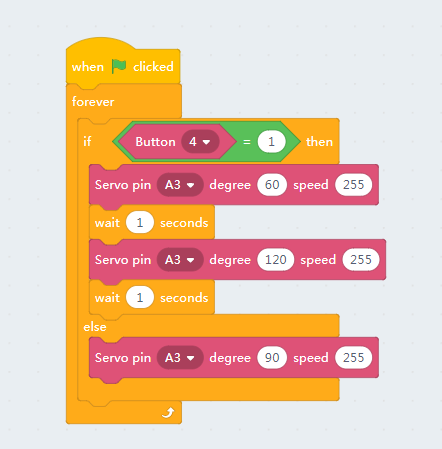 when clicked
forever
if Button 4 = 1 then
Servo pin A3 degree 60 speed 255
wait 1 seconds
Servo pin A3 degree 120 speed 255
wait 1 seconds
else
Servo pin A3 degree 90 speed 255